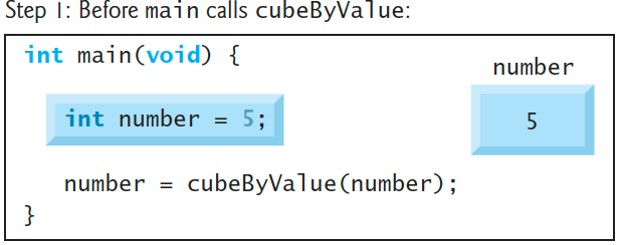 Step 1: Before main calls cubeByValue:
int main(void) {
number
int number = 5;
5
number = cubeByValue(number);
}